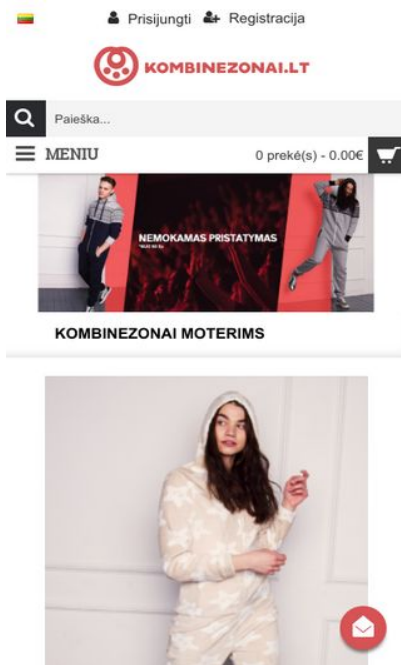 Prisijungti Registracija
KOMBINEZONAI.LT
Paieška...
MENIU 0 prekė(s) - 0.00€
NEMOKAMAS PRISTATYMAS
KOMBINEZONAI MOTERIMS